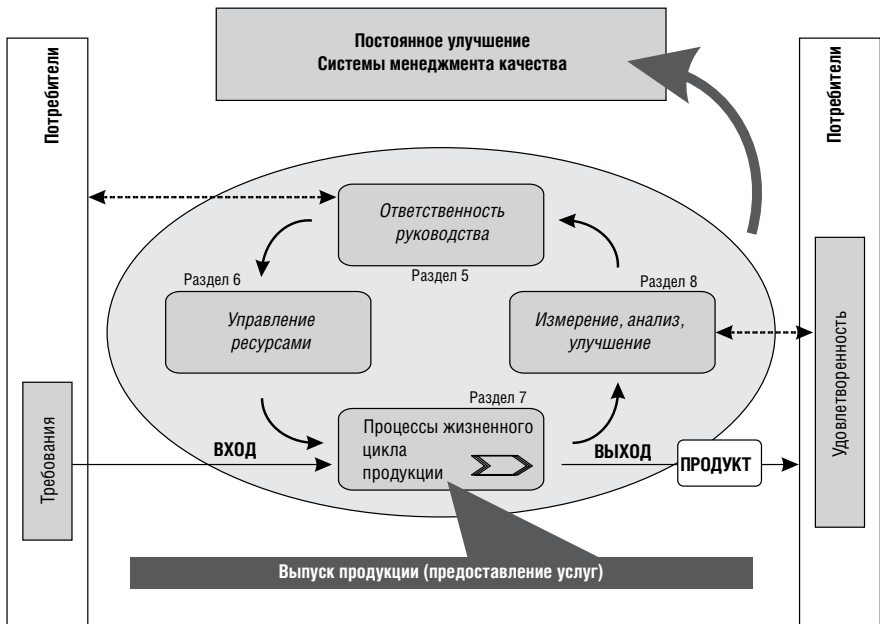 Постоянное улучшение
Системы менеджмента качества
Потребители
Потребители
Ответственность
руководства
Раздел 5
Раздел 6
Управление
ресурсами
Раздел 8
Измерение, анализ,
улучшение
Раздел 7
Процессы жизненного
цикла
продукции
Требования
ВХОД
ВЫХОД
ПРОДУКТ
Удовлетворенность
Выпуск продукции (предоставление услуг)